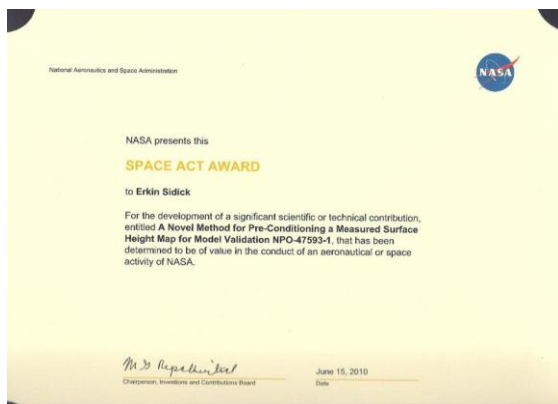 National Aeronautics and Space Administration
NASA
NASA presents this
SPACE ACT AWARD
to Erkin Sidick
For the development of a significant scientific or technical contribution,
entitled A Novel Method for Pre-Conditioning a Measured Surface
Height Map for Model Validation NPO-47593-1, that has been
determined to be of value in the conduct of an aeronautical or space
activity of NASA.
June 15, 2010
Chairperson, Inventions and Contributions Board
Date